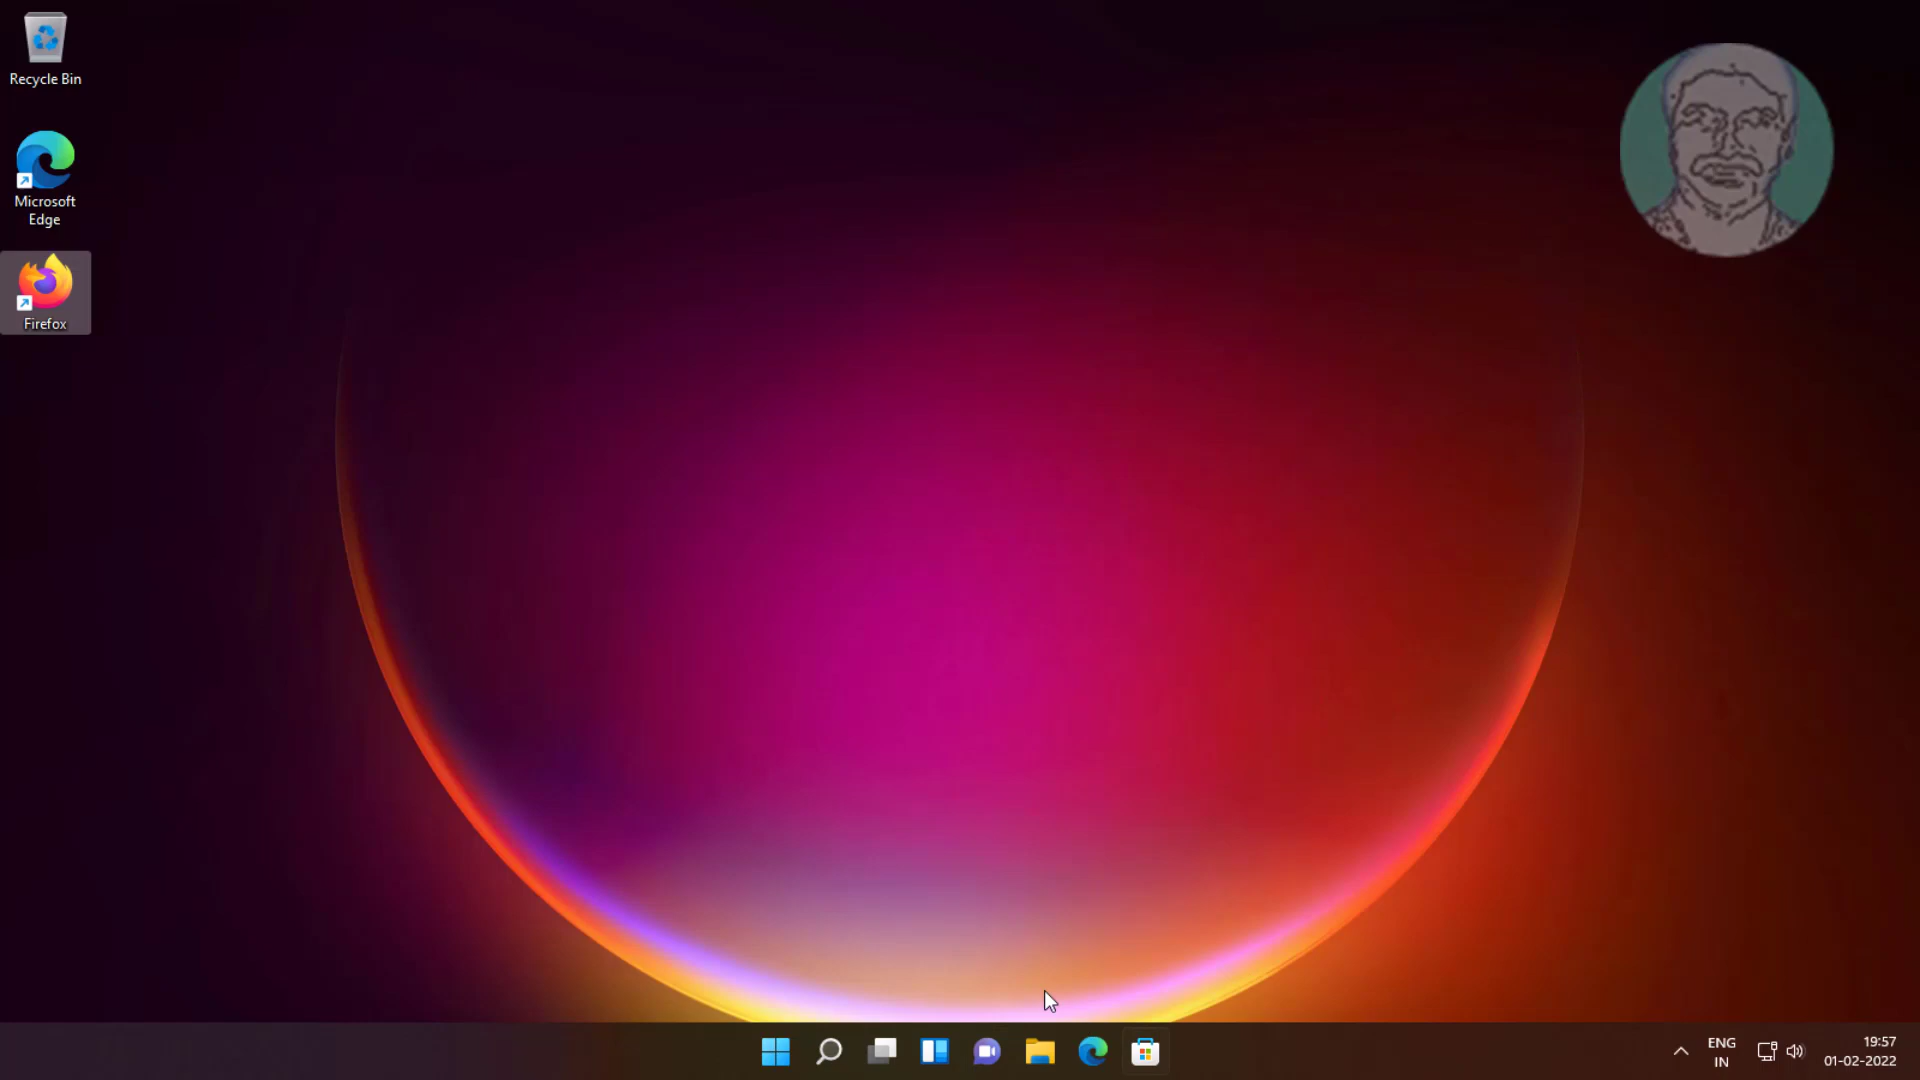 Recycle Bin
Microsoft
Edge
Firefox
ENG
IN
19:57
01-02-2022